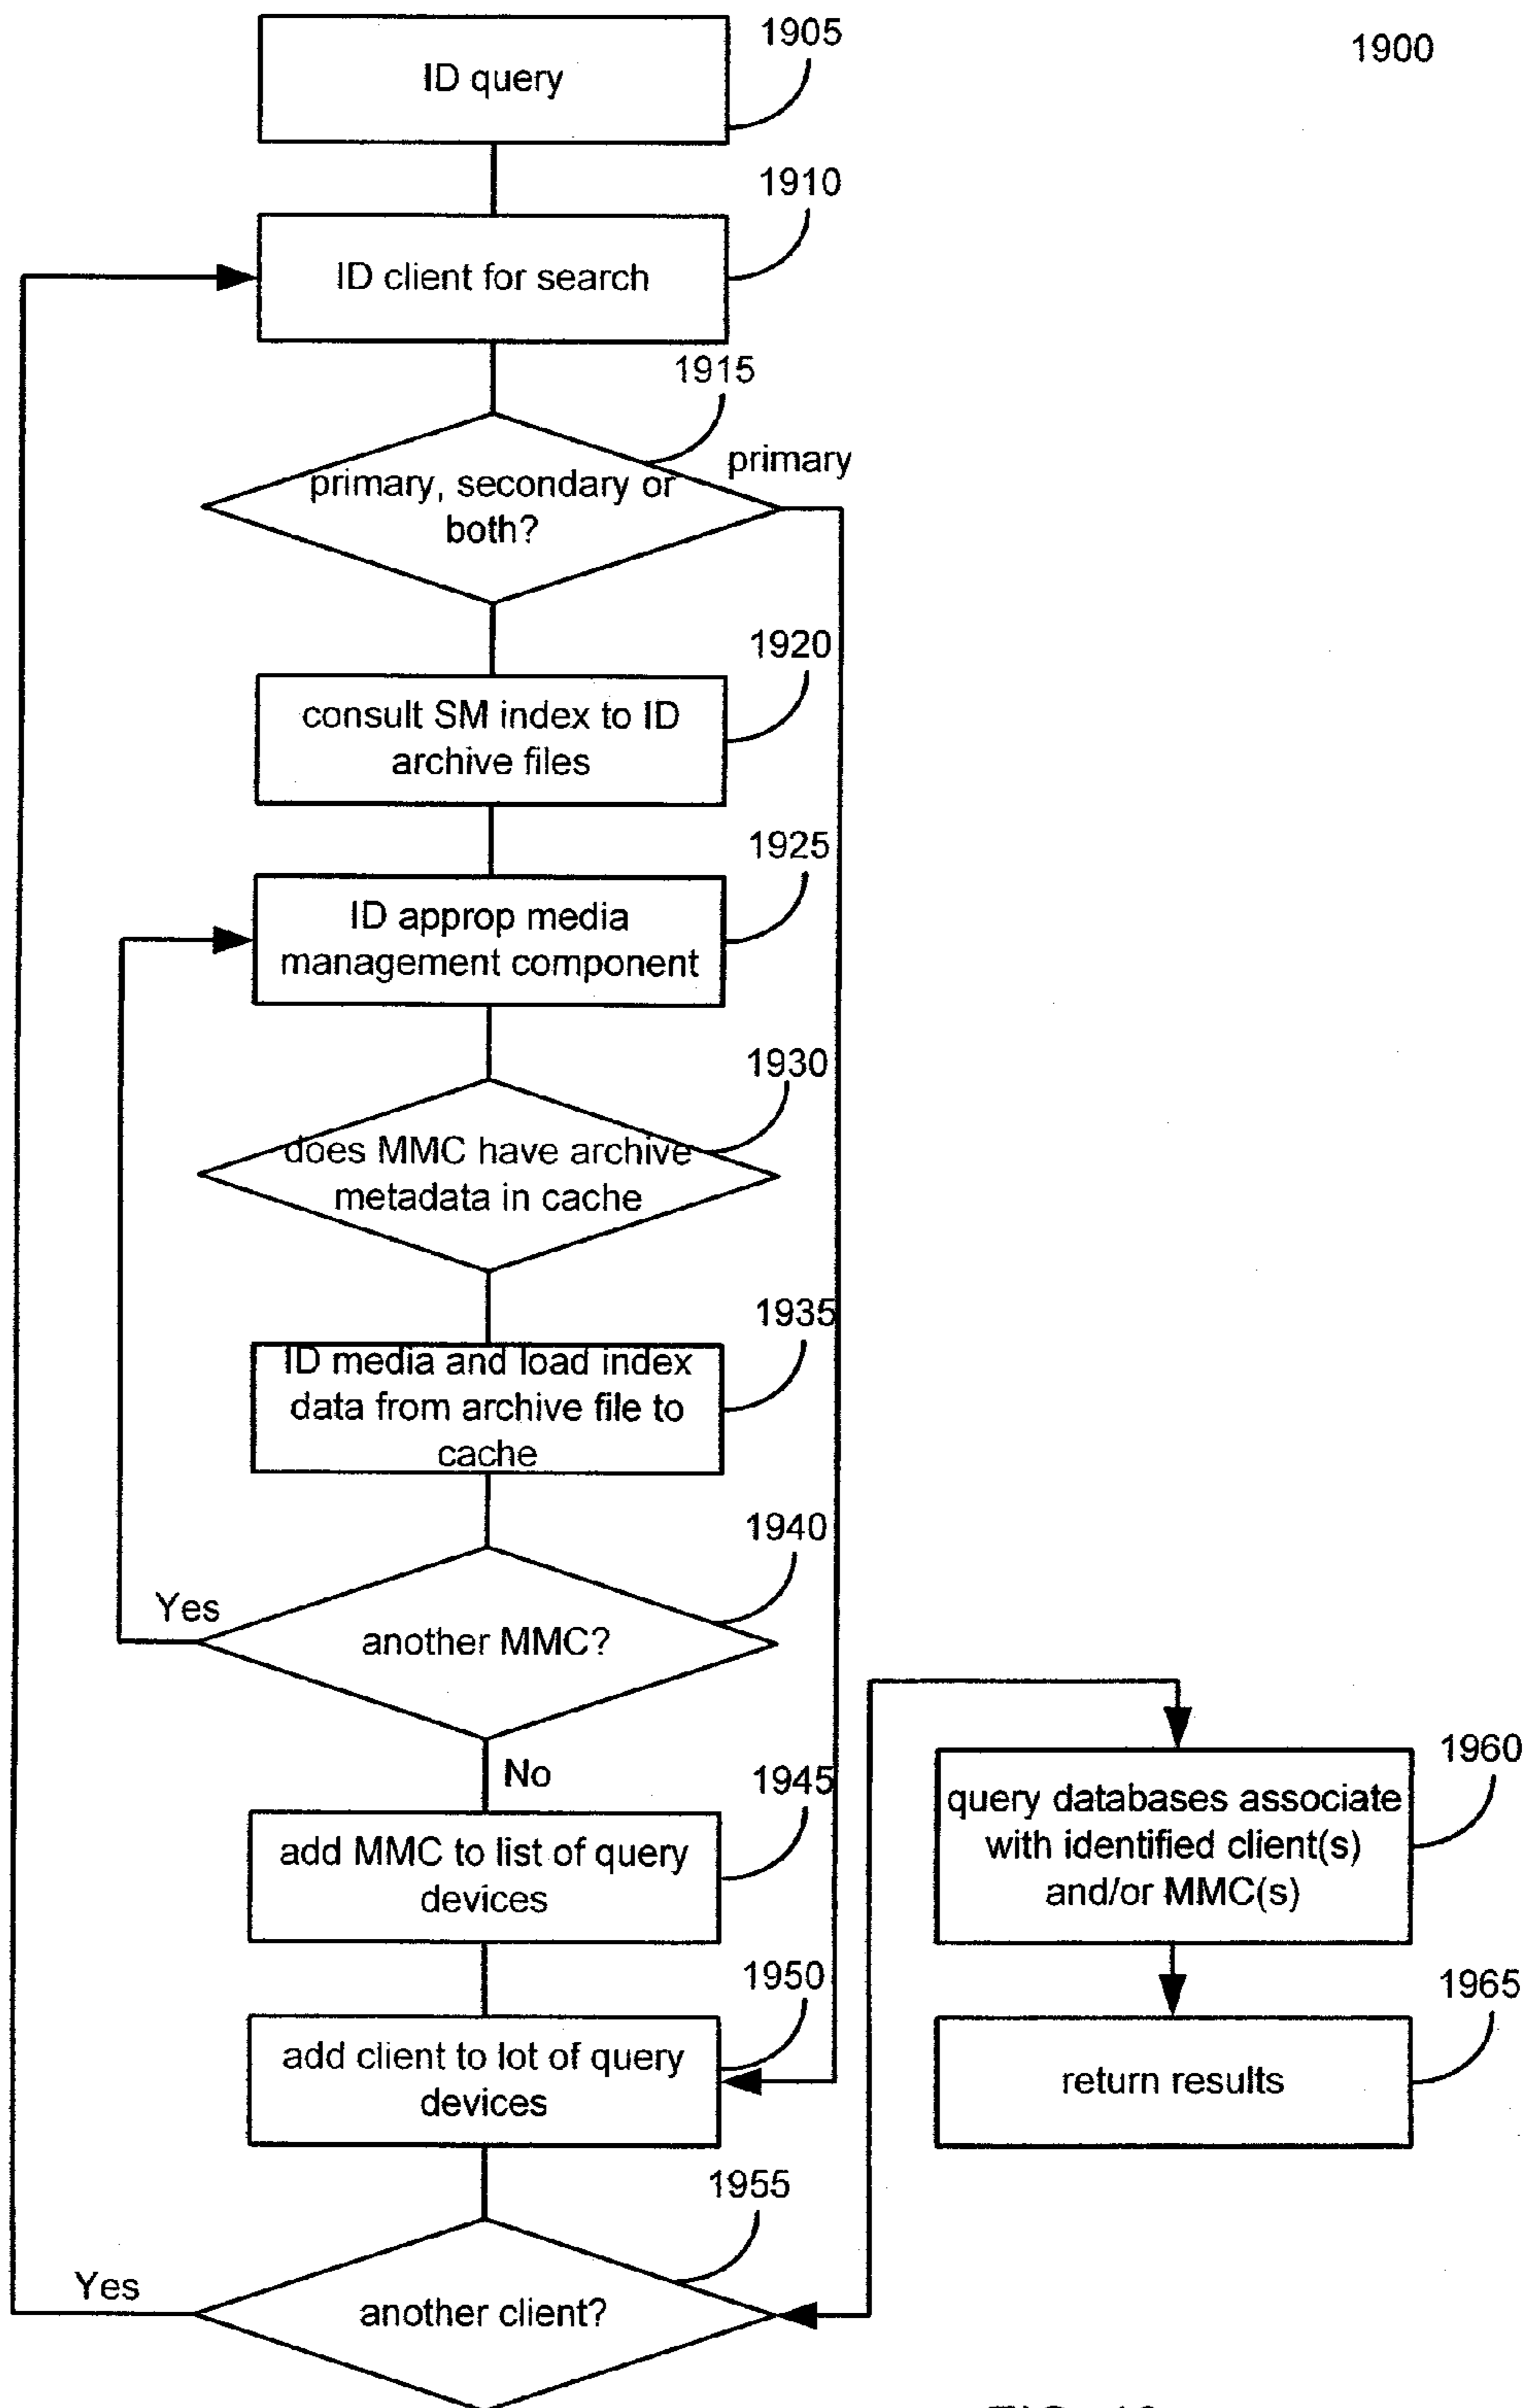 1900
1905
ID query
1910
ID client for search
1915
primary
primary, secondary or
both?
1920
consult SM index to ID
archive files
1925
ID approp media
management component
1930
does MMC have archive
metadata in cache
1935
ID media and load index
data from archive file to
cache
1940
Yes
another MMC?
No
1945
add MMC to list of query
devices
1950
add client to lot of query
devices
1955
Yes
another client?
1960
query databases associate
with identified client(s)
and/or MMC(s)
1965
return results